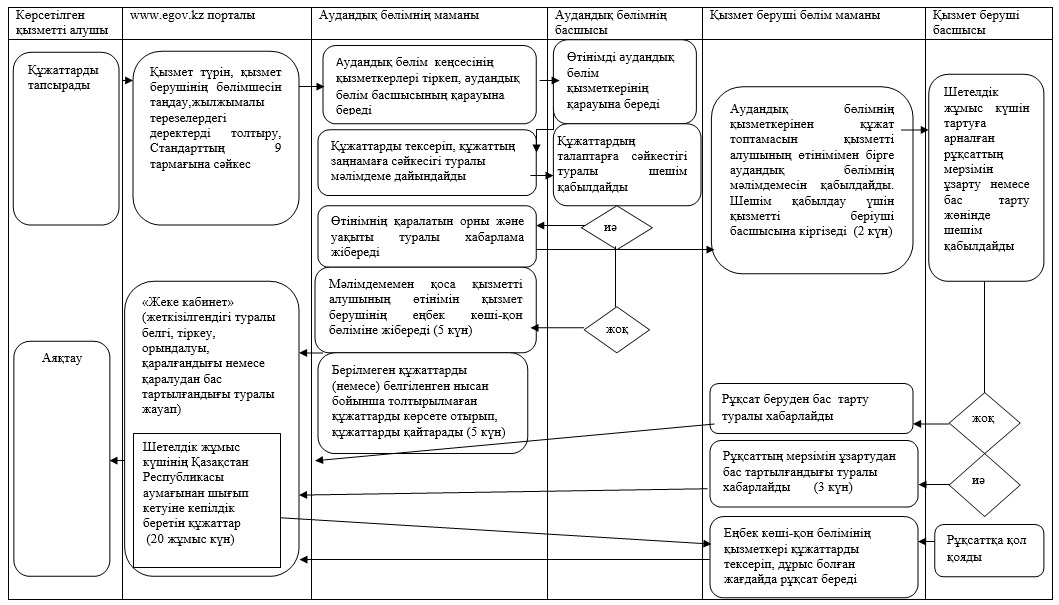 Көрсетілген
қызметті алушы
www.egov.kz порталы
Аудандық бөлімнің маманы
Аудандық бөлімнің
басшысы
Қызмет беруші бөлім маманы
Қызмет беруші
басшысы
Құжаттарды
тапсырады
Қызмет түрін, қызмет
берушінің бөлімшесін
таңдау,жылжымалы
терезелердегі
деректерді толтыру,
Стандарттың 9
тармағына сәйкес
Аудандық бөлім кеңсесінің
қызметкерлері тіркеп, аудандық
бөлім басшысының қарауына
береді
Өтінімді аудандық
бөлім
қызметкерінің
қарауына береді
Құжаттарды тексеріп, құжаттың
заңнамаға сәйкесігі туралы
мәлімдеме дайындайды
Құжаттардың
талаптарға сәйкестігі
туралы шешім
қабылдайды
Аудандық бөлімнің
қызметкерінен құжат
топтамасын қызметті
алушының өтінімімен бірге
аудандық бөлімнің
мәлімдемесін қабылдайды.
Шешім қабылдау үшін
қызметті беріуші
басшысына кіргізеді (2 күн)
Шетелдік
жұмыс күшін
тартуға
арналған
рұқсаттың
мерзімін
ұзарту немесе
бас тарту
жөнінде
шешім
қабылдайды
Өтінімнің қаралатын орны және
уақыты туралы хабарлама
жібереді
иә
Мәлімдемемен қоса қызметті
алушының өтінімін қызмет
берушінің еңбек көші-қон
бөліміне жібереді (5 күн)
жоқ
«Жеке кабинет»
(жеткізілгендігі туралы
белгі, тіркеу,
орындалуы,
қаралғандығы немесе
қаралудан бас
тартылғандығы туралы
жауап)
Аяқтау
Берілмеген құжаттарды
(немесе) белгіленген нысан
бойынша толтырылмаған
құжаттарды көрсете отырып,
құжаттарды қайтарады (5 күн)
Рұқсат беруден бас тарту
туралы хабарлайды
жоқ
Шетелдік жұмыс
күшінің Қазақстан
Республикасы
аумағынан шығып
кетуіне кепілдік
беретін құжаттар
(20 жұмыс күн)
Рұқсаттың мерзімін ұзартудан
бас тартылғандығы туралы
хабарлайды (3 күн)
иә
Еңбек көші-қон бөлімінің
қызметкері құжаттарды
тексеріп, дұрыс болған
жағдайда рұқсат береді
Рұқсатқа қол
қояды